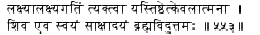 लक्ष्यालक्ष्यगतिं त्यक्त्वा यस्तिष्ठेत्केवलात्मना ।
शिव एव स्वयं साक्षादयं ब्रह्मविदुत्तमः ॥ ५५३॥